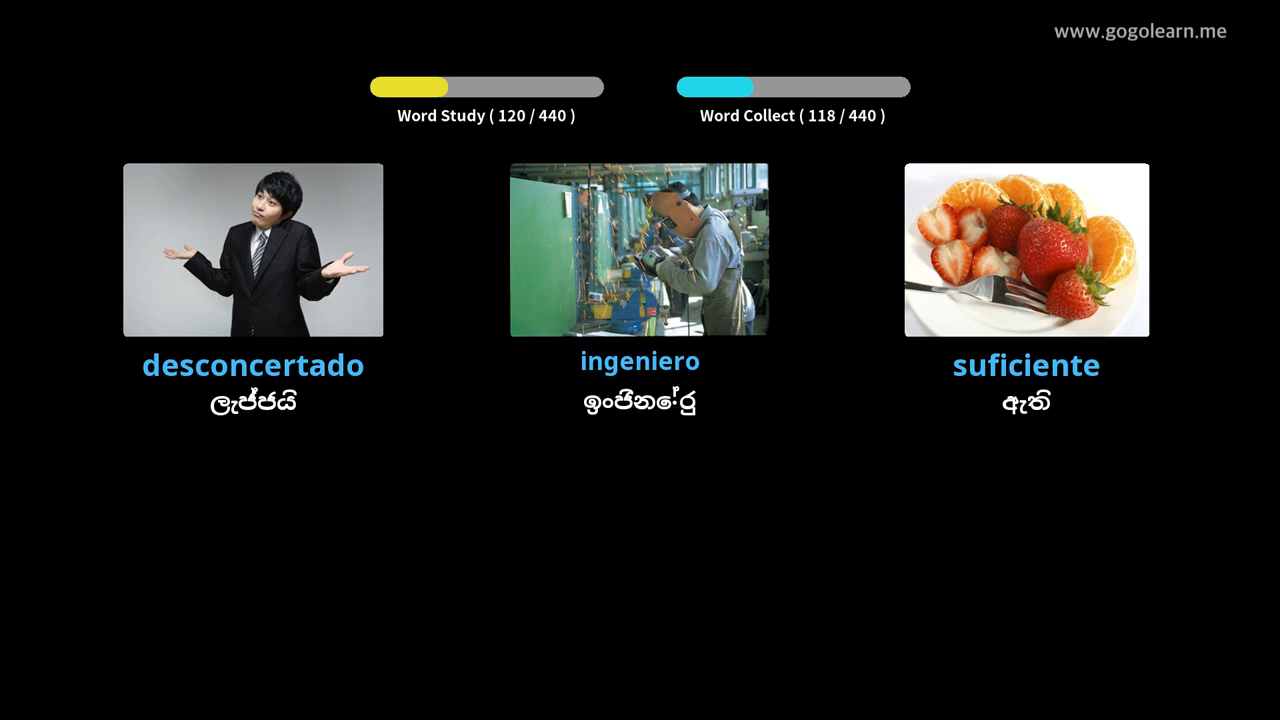 www.gogolearn.me
Word Study ( 120 / 440 )
Word Collect ( 118 / 440 )
desconcertado
ලැජ්ජයි
ingeniero
ඉංජිනේරු
suficiente
ඇති